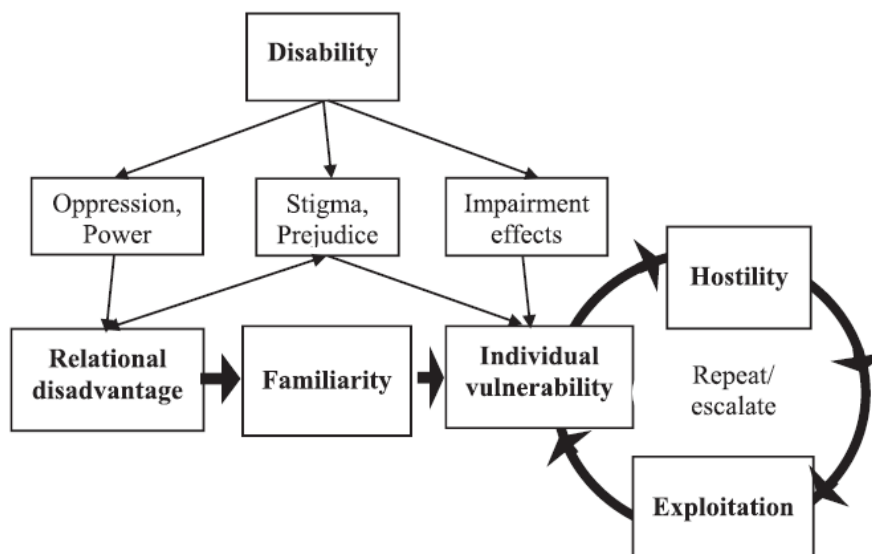 Disability
Oppression,
Power
Stigma,
Prejudice
Impairment
effects
Hostility
Relational
disadvantage
Familiarity
Individual
vulnerability
Repeat/
escalate
Exploitation